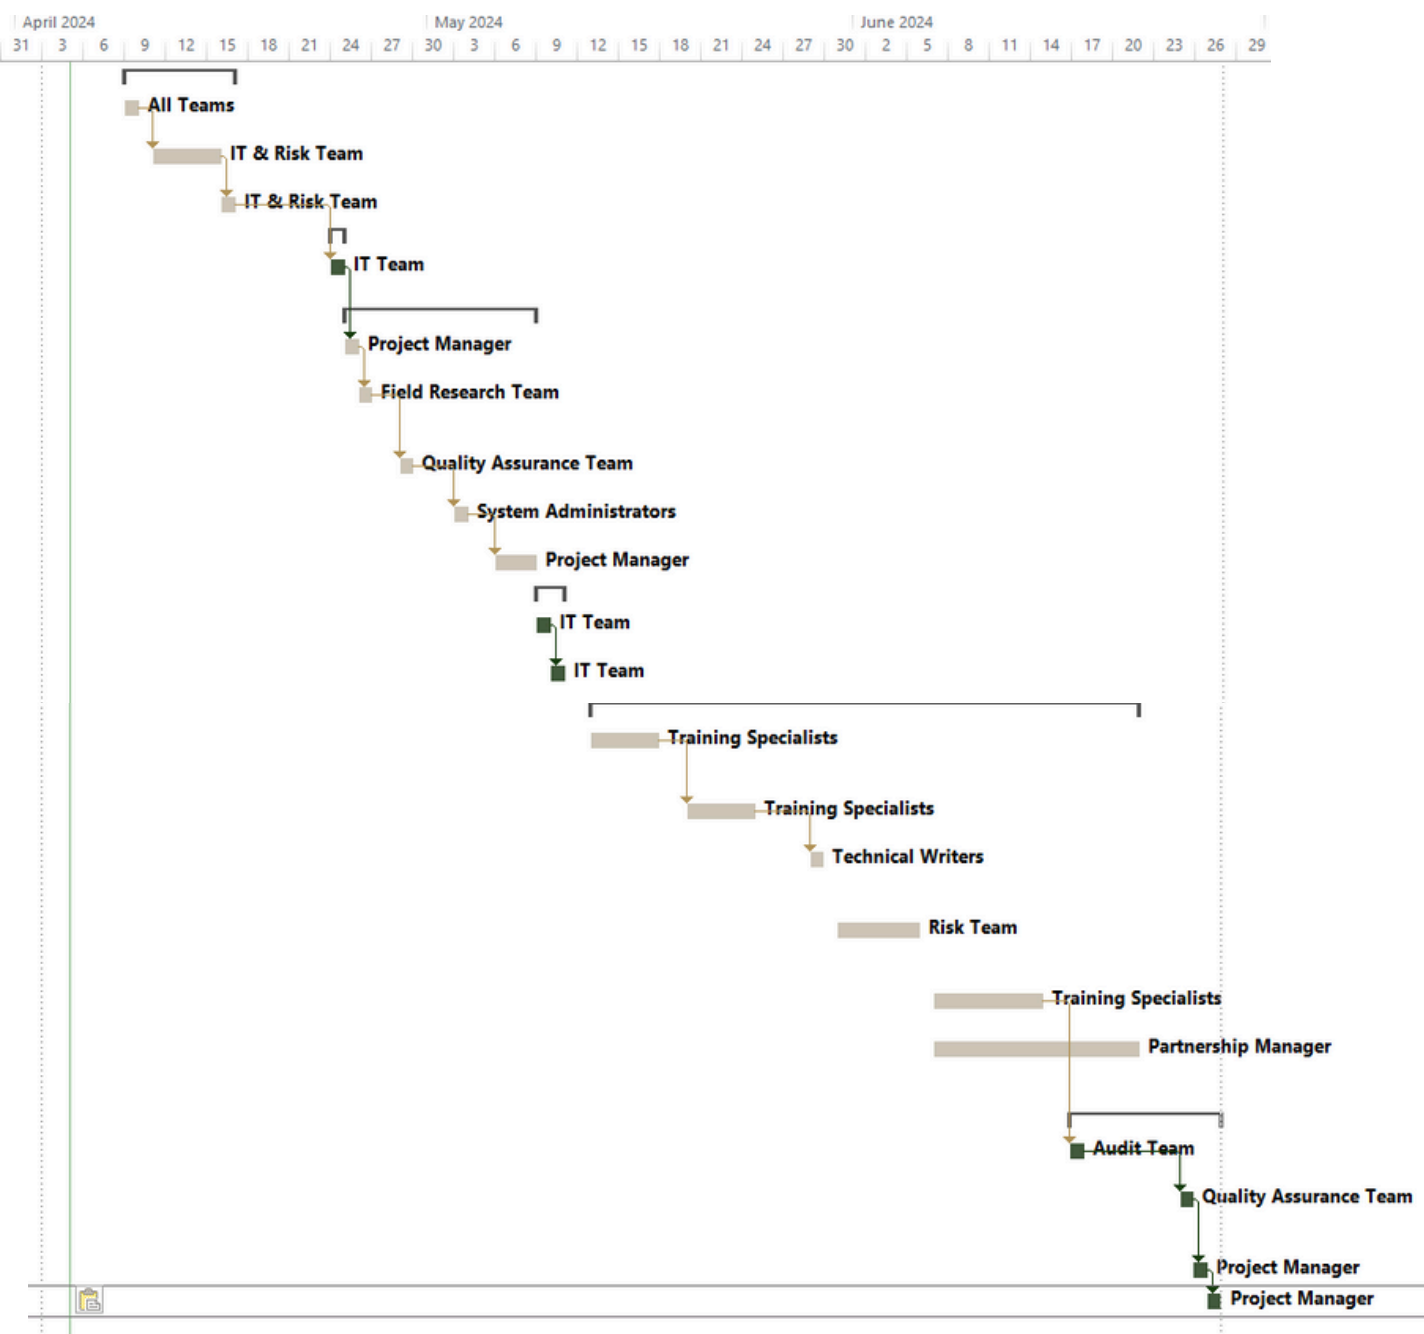 April 2024 May 2024 June 2024
31 3 6 9 12 15 18 21 24 27 30 3 6 9 12 15 18 21 24 27 30 2 5 8 11 14 17 20 23 26 29
All Teams
IT & Risk Team
IT & Risk Team
IT Team
Project Manager
Field Research Team
Quality Assurance Team
System Administrators
Project Manager
IT Team
IT Team
Training Specialists
Training Specialists
Technical Writers
Risk Team
Training Specialists
Partnership Manager
Audit Team
Quality Assurance Team
Project Manager
Project Manager